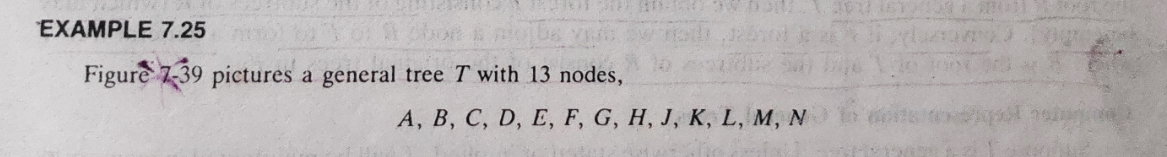 EXAMPLE 7.25
Figure 7-39 pictures a general tree T with 13 nodes,
A, B, C, D, E, F, G, H, J, K, L, M, N